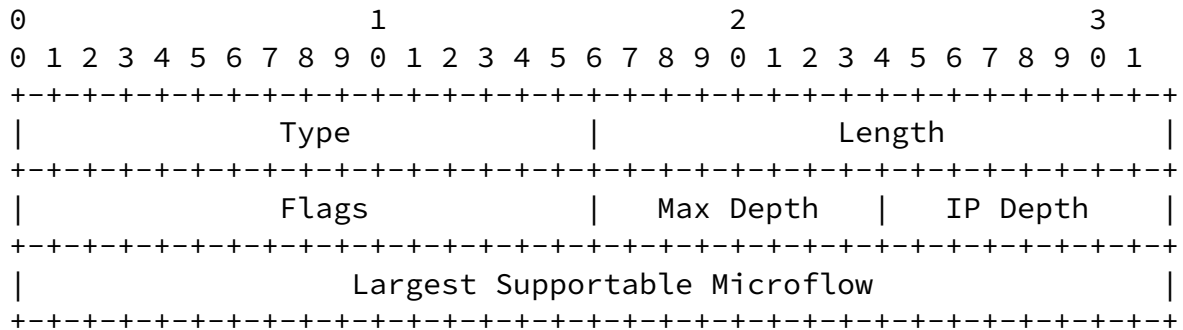 0                   1                   2                   3
0 1 2 3 4 5 6 7 8 9 0 1 2 3 4 5 6 7 8 9 0 1 2 3 4 5 6 7 8 9 0 1
+-+-+-+-+-+-+-+-+-+-+-+-+-+-+-+-+-+-+-+-+-+-+-+-+-+-+-+-+-+-+-+-+
|              Type             |             Length            |
+-+-+-+-+-+-+-+-+-+-+-+-+-+-+-+-+-+-+-+-+-+-+-+-+-+-+-+-+-+-+-+-+
|              Flags            |   Max Depth   |   IP Depth    |
+-+-+-+-+-+-+-+-+-+-+-+-+-+-+-+-+-+-+-+-+-+-+-+-+-+-+-+-+-+-+-+-+
|                  Largest Supportable Microflow                |
+-+-+-+-+-+-+-+-+-+-+-+-+-+-+-+-+-+-+-+-+-+-+-+-+-+-+-+-+-+-+-+-+